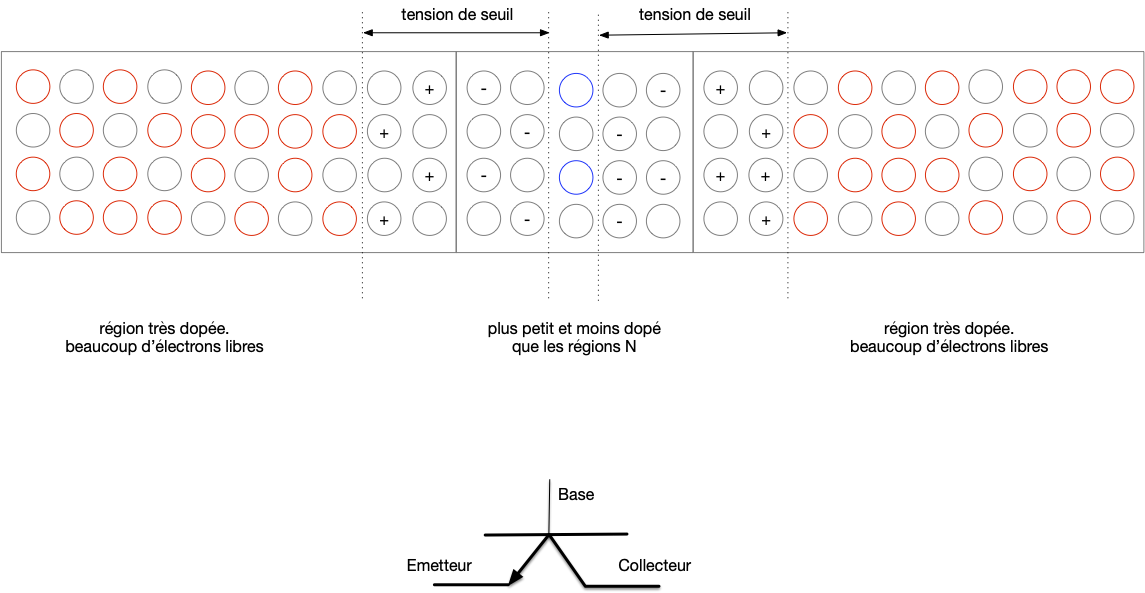 tension de seuil
tension de seuil
+ - - +
+ - - +
+ - - - + +
+ - - +
région très dopée.
beaucoup d'électrons libres
plus petit et moins dopé
que les régions N
région très dopée.
beaucoup d'électrons libres
Base
Emetteur
Collecteur